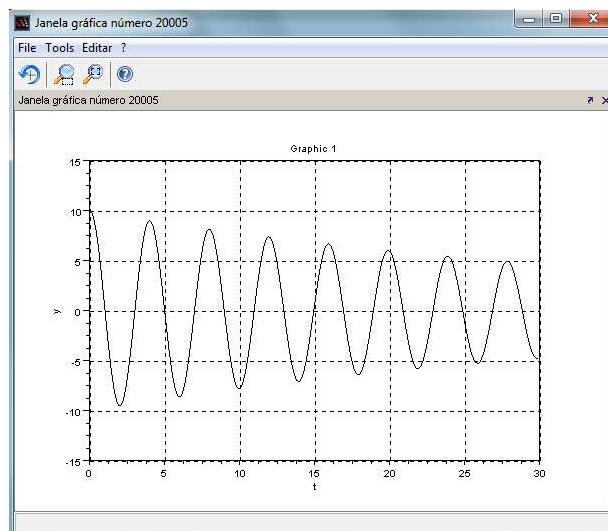 Janela gráfica número 20005
File Tools Editar ?
Janela gráfica número 20005
Graphic 1
15
10
5
0
-5
-10
-15
y
0 5 10 15 20 25 30
t